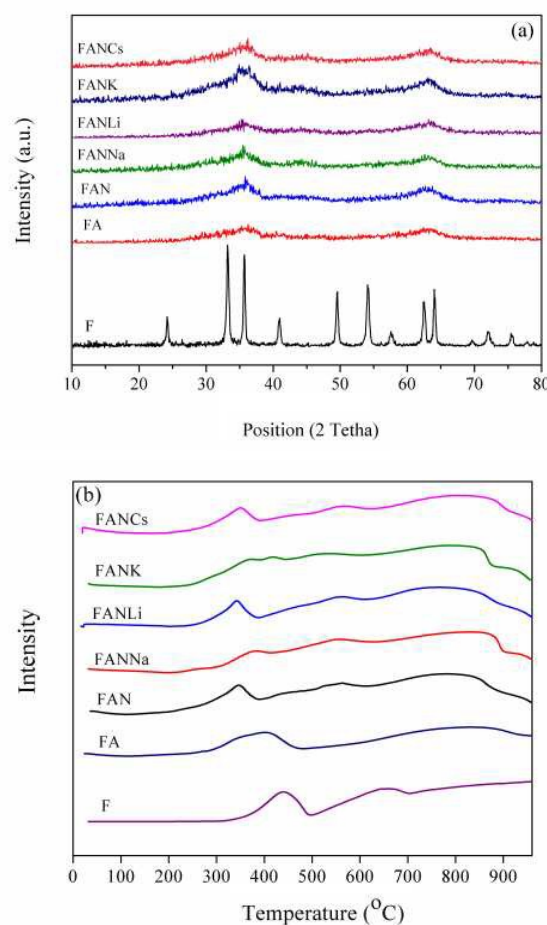 (a)
FANCs
FANK
FANLi
FANNa
FAN
FA
F
Intensity (a.u.)
10 20 30 40 50 60 70 80
Position (2 Tetha)
(b)
FANCs
FANK
FANLi
FANNa
FAN
FA
F
Intensity
0 100 200 300 400 500 600 700 800 900
Temperature (°C)